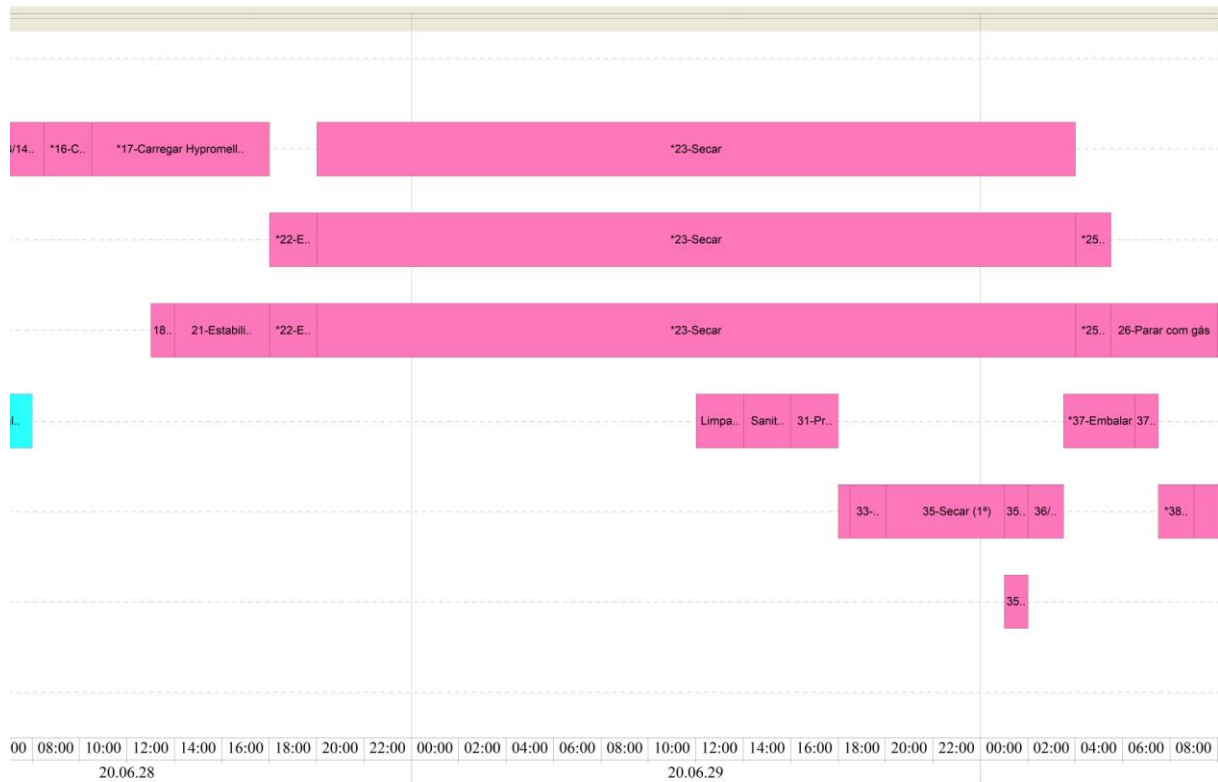 3/14.. *16-C.. *17-Carregar Hypromell.. *23-Secar
*22-E.. *23-Secar *25..
18.. 21-Estabili.. *22-E.. *23-Secar *25.. 26-Parar com gás
Limpa.. Sanit.. 31-Pr.. *37-Embalar 37..
33-.. 35-Secar (1ª) 35.. 36/.. *38..
35..
00 08:00 10:00 12:00 14:00 16:00 18:00 20:00 22:00 00:00 02:00 04:00 06:00 08:00 10:00 12:00 14:00 16:00 18:00 20:00 22:00 00:00 02:00 04:00 06:00 08:00
20.06.28 20.06.29